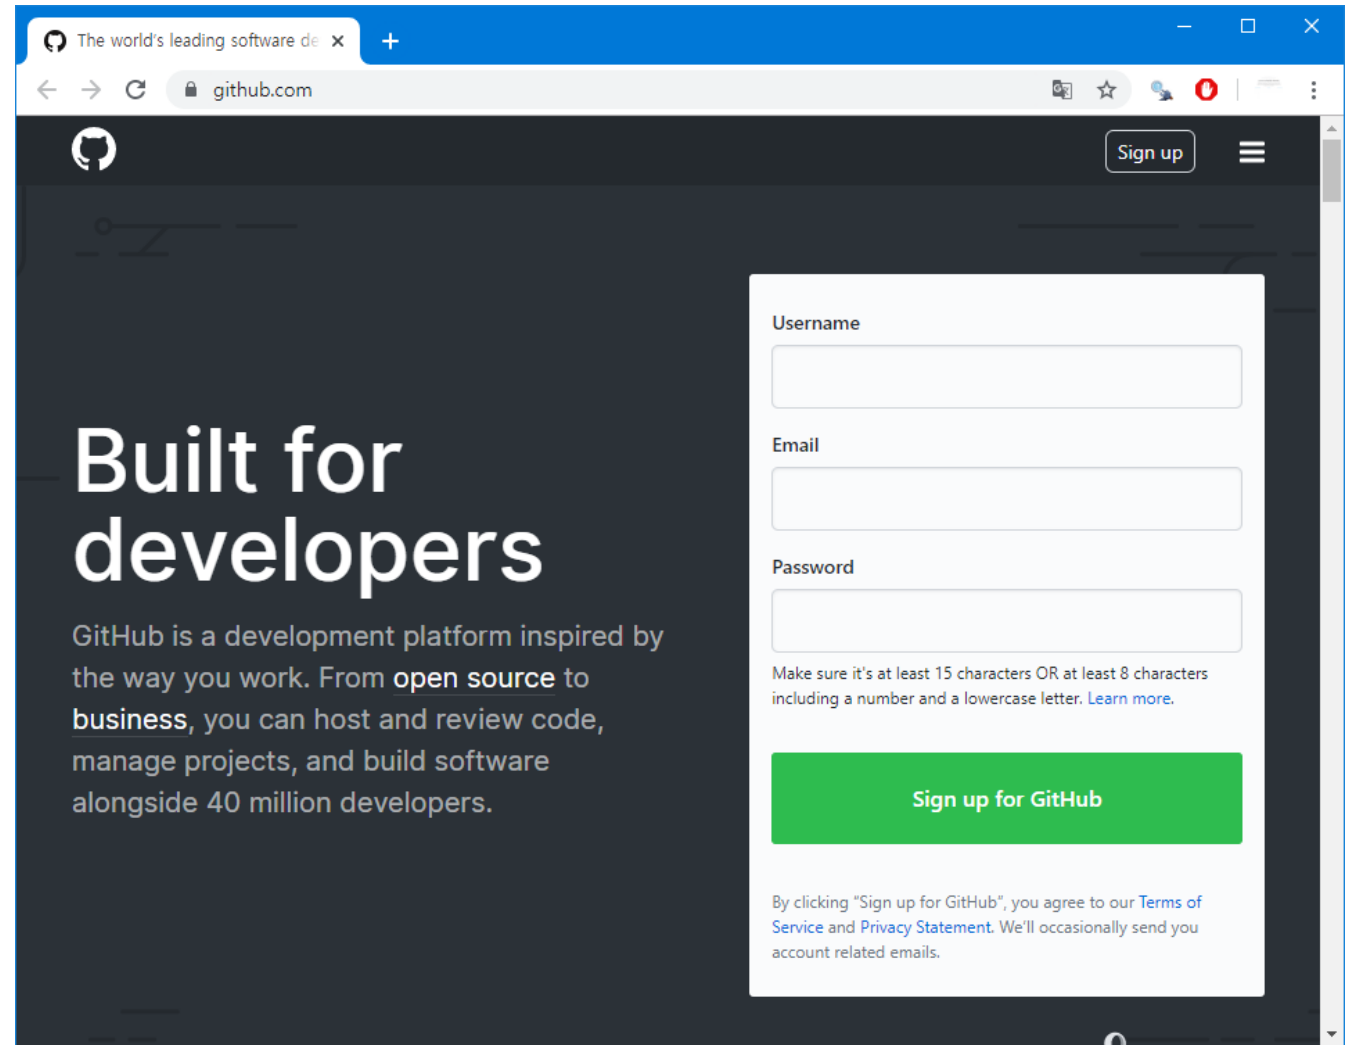 The world's leading software de
github.com
Sign up
Built for
developers
GitHub is a development platform inspired by
the way you work. From open source to
business, you can host and review code,
manage projects, and build software
alongside 40 million developers.
Username
Email
Password
Make sure it's at least 15 characters OR at least 8 characters
including a number and a lowercase letter. Learn more.
Sign up for GitHub
By clicking “Sign up for GitHub”, you agree to our Terms of
Service and Privacy Statement. We’ll occasionally send you
account related emails.